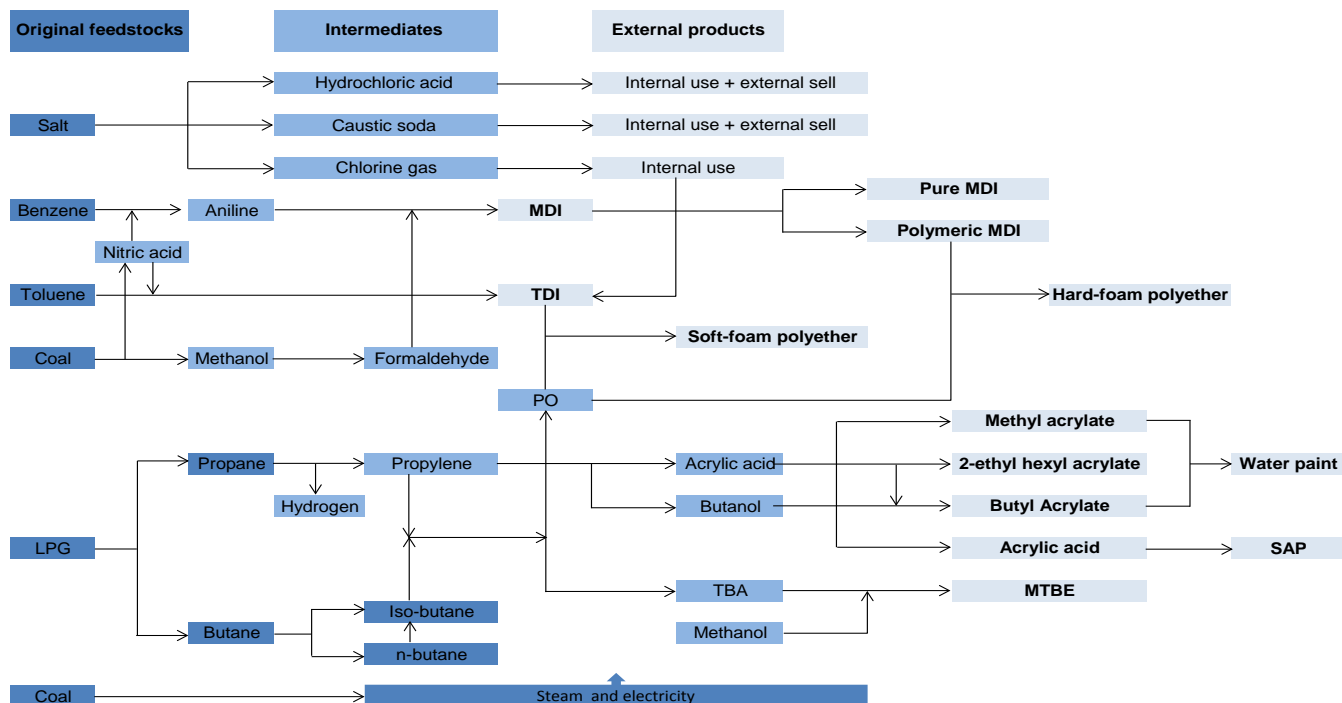 Original feedstocks
Intermediates
External products
Hydrochloric acid
Internal use + external sell
Salt
Caustic soda
Internal use + external sell
Chlorine gas
Internal use
Pure MDI
Benzene
Aniline
MDI
Polymeric MDI
Nitric acid
Toluene
TDI
Hard-foam polyether
Soft-foam polyether
Coal
Methanol
Formaldehyde
PO
Methyl acrylate
Propane
Propylene
Acrylic acid
2-ethyl hexyl acrylate
Water paint
Hydrogen
Butanol
Butyl Acrylate
LPG
Acrylic acid
SAP
TBA
MTBE
Iso-butane
Butane
Methanol
n-butane
Coal
Steam and electricity